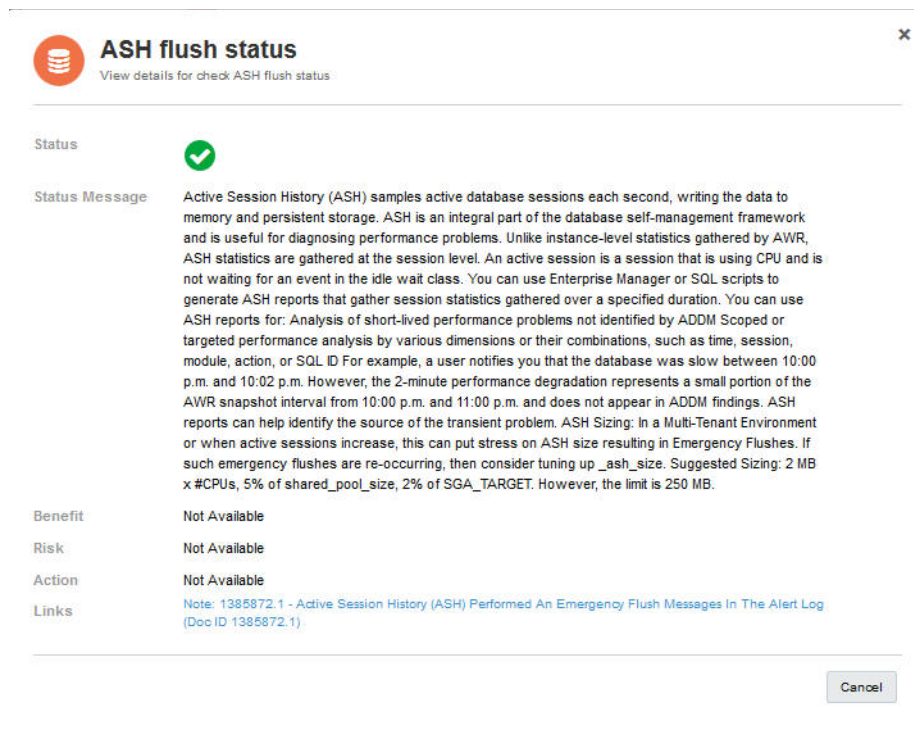 ASH flush status
View details for check ASH flush status
Status
Status Message
Active Session History (ASH) samples active database sessions each second, writing the data to
memory and persistent storage. ASH is an integral part of the database self-management framework
and is useful for diagnosing performance problems. Unlike instance-level statistics gathered by AWR,
ASH statistics are gathered at the session level. An active session is a session that is using CPU and is
not waiting for an event in the idle wait class. You can use Enterprise Manager or SQL scripts to
generate ASH reports that gather session statistics gathered over a specified duration. You can use
ASH reports for: Analysis of short-lived performance problems not identified by ADDM Scoped or
targeted performance analysis by various dimensions or their combinations, such as time, session,
module, action, or SQL ID For example, a user notifies you that the database was slow between 10:00
p.m. and 10:02 p.m. However, the 2-minute performance degradation represents a small portion of the
AWR snapshot interval from 10:00 p.m. and 11:00 p.m. and does not appear in ADDM findings. ASH
reports can help identify the source of the transient problem. ASH Sizing: In a Multi-Tenant Environment
or when active sessions increase, this can put stress on ASH size resulting in Emergency Flushes. If
such emergency flushes are re-occurring, then consider tuning up _ash_size. Suggested Sizing: 2 MB
x #CPUs, 5% of shared_pool_size, 2% of SGA_TARGET. However, the limit is 250 MB.
Benefit Not Available
Risk Not Available
Action Not Available
Links Note: 1385872.1 - Active Session History (ASH) Performed An Emergency Flush Messages In The Alert Log
(Doc ID 1385872.1)
Cancel